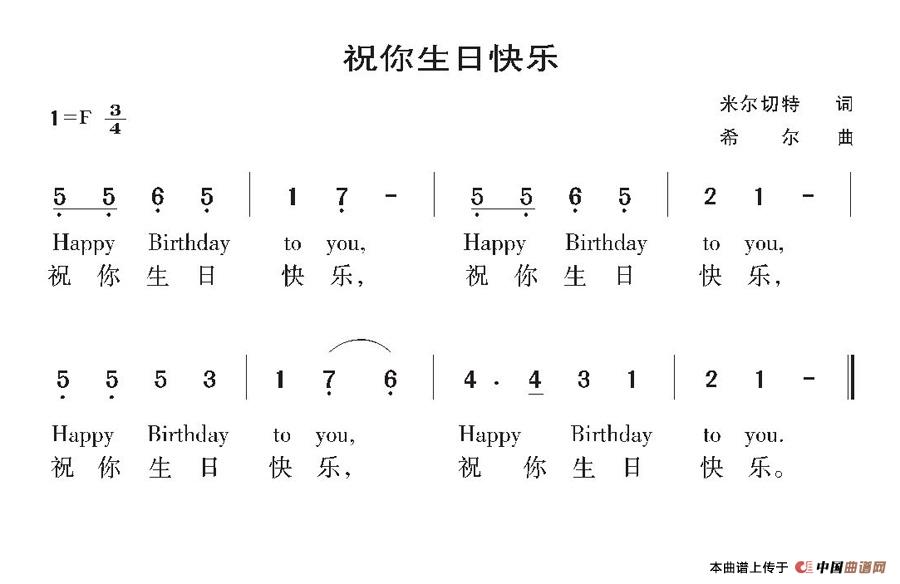 祝你生日快乐
1=F 3/4
米尔切特 词
希 尔 曲
5 5 6 5 | 1 7 - | 5 5 6 5 | 2 1 - |
Happy Birthday to you, Happy Birthday to you,
祝 你 生 日 快 乐, 祝 你 生 日 快 乐,
5 5 5 3 | 1 7 6 | 4 . 4 3 1 | 2 1 - ‖
Happy Birthday to you, Happy Birthday to you.
祝 你 生 日 快 乐, 祝 你 生 日 快 乐。
本曲谱上传于 中国曲谱网